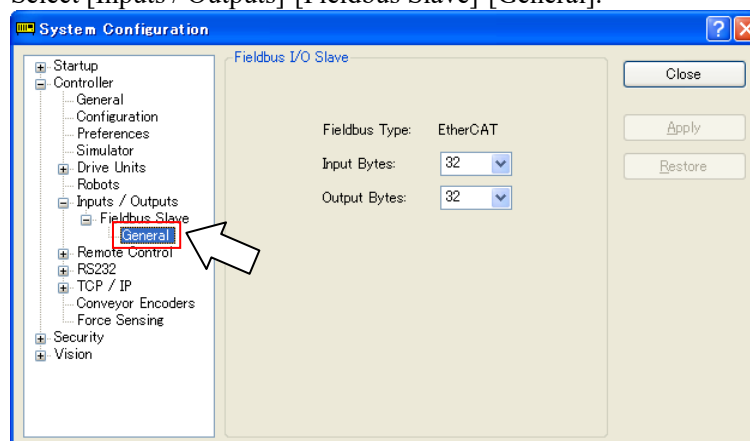 Select [Inputs / Outputs]-[Fieldbus Slave]-[General].
System Configuration
Startup
Controller
General
Configuration
Preferences
Simulator
Drive Units
Robots
Inputs / Outputs
Fieldbus Slave
General
Remote Control
RS232
TCP / IP
Conveyor Encoders
Force Sensing
Security
Vision
Fieldbus I/O Slave
Fieldbus Type: EtherCAT
Input Bytes: 32
Output Bytes: 32
Close
Apply
Restore